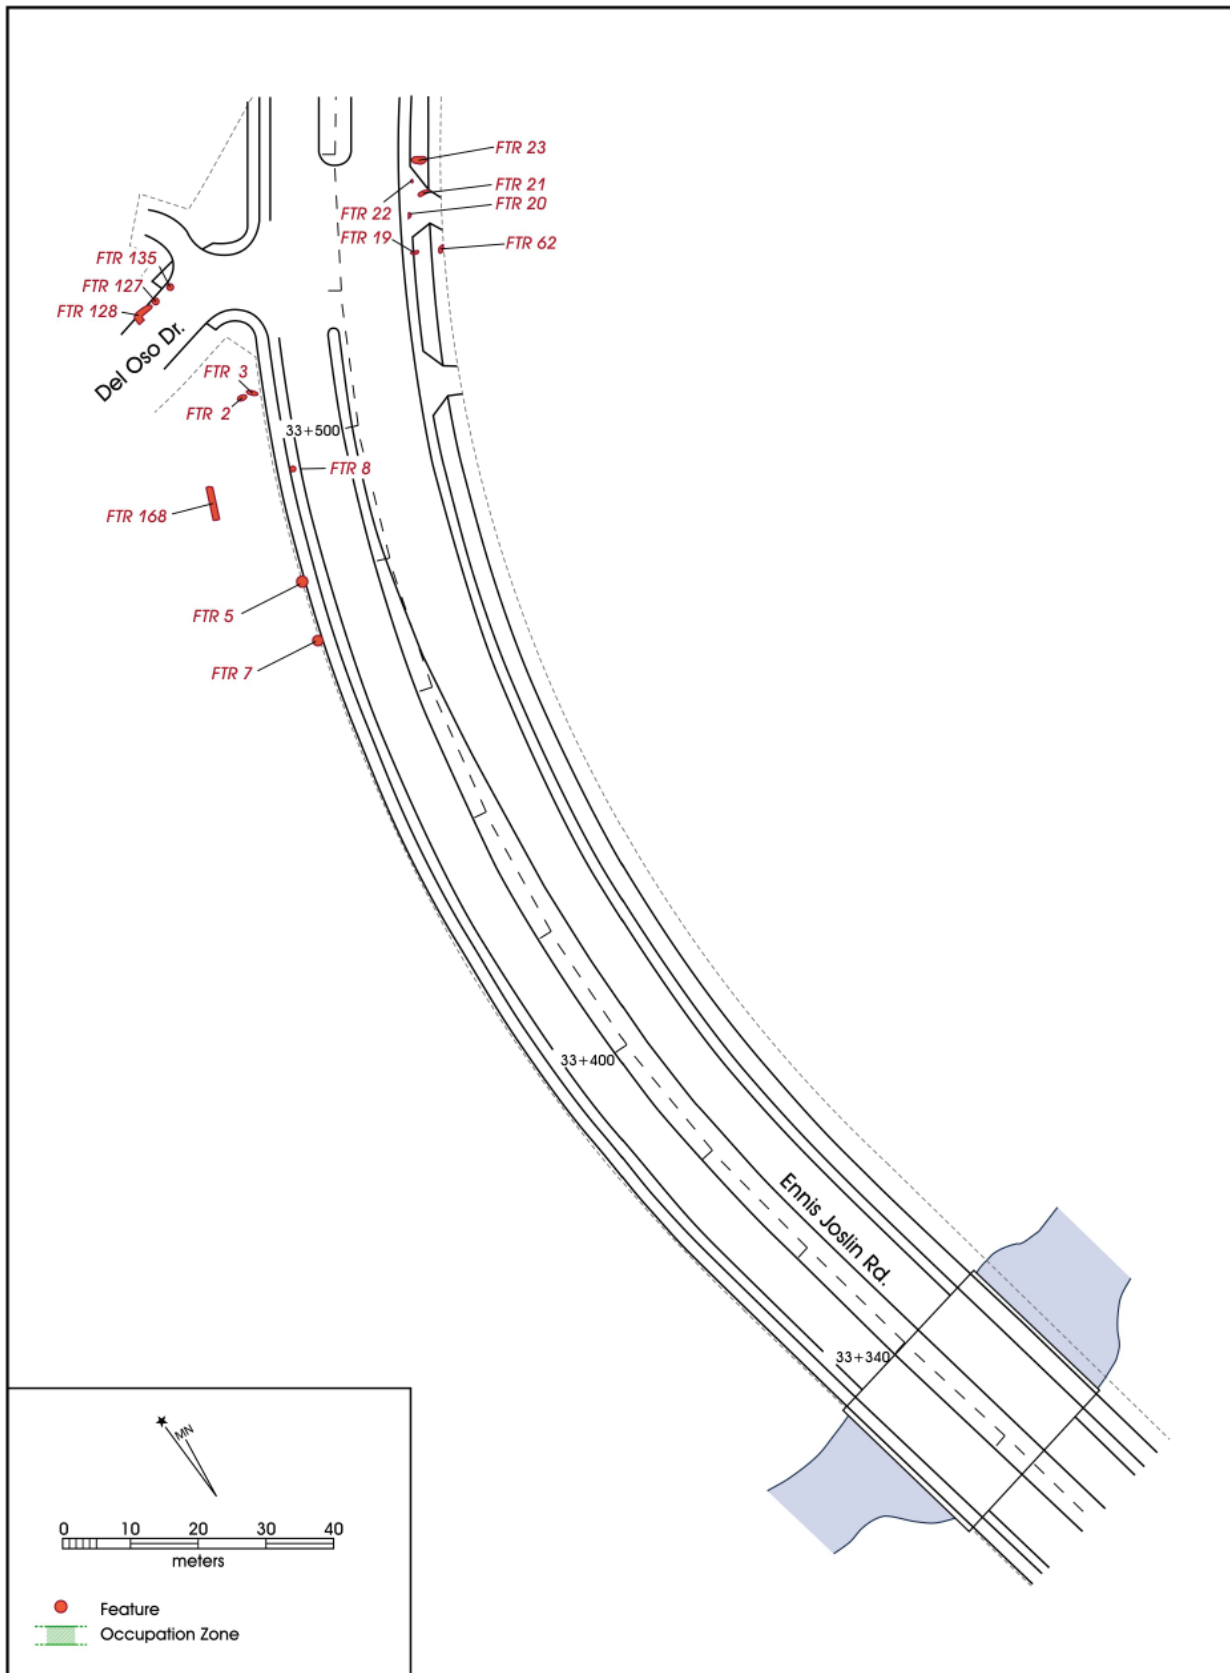 FTR 23
FTR 21
FTR 22
FTR 20
FTR 19
FTR 62
FTR 135
FTR 127
FTR 128
Del Oso Dr.
FTR 3
FTR 2
33+500
FTR 8
FTR 168
FTR 5
FTR 7
33+400
Ennis Joslin Rd.
33+340
MN
0 10 20 30 40
meters
Feature
Occupation Zone